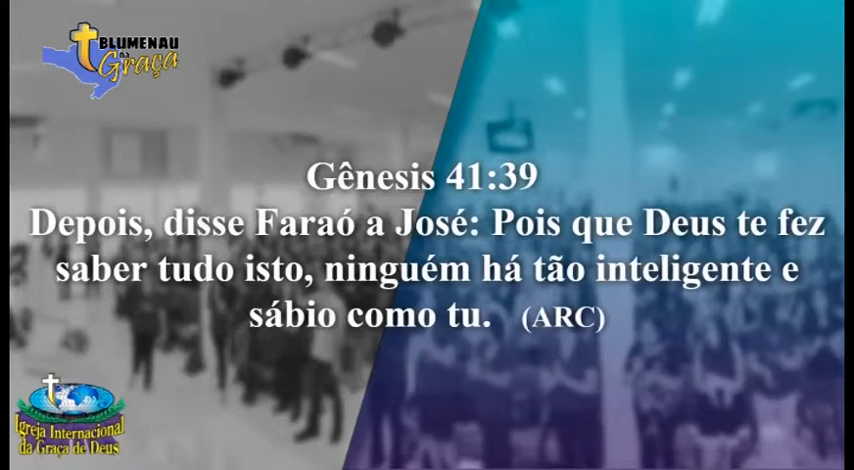 BLUMENAU
da
Graça
Gênesis 41:39
Depois, disse Faraó a José: Pois que Deus te fez
saber tudo isto, ninguém há tão inteligente e
sábio como tu. (ARC)
Igreja Internacional
da Graça de Deus